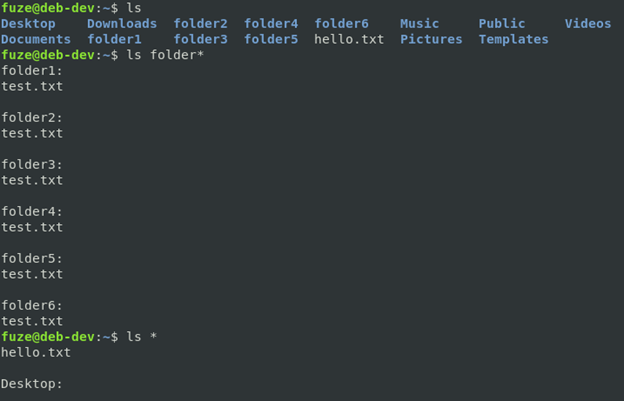 fuze@deb-dev:~$ ls
Desktop Downloads folder2 folder4 folder6 Music Public Videos
Documents folder1 folder3 folder5 hello.txt Pictures Templates
fuze@deb-dev:~$ ls folder*
folder1:
test.txt
folder2:
test.txt
folder3:
test.txt
folder4:
test.txt
folder5:
test.txt
folder6:
test.txt
fuze@deb-dev:~$ ls *
hello.txt
Desktop: